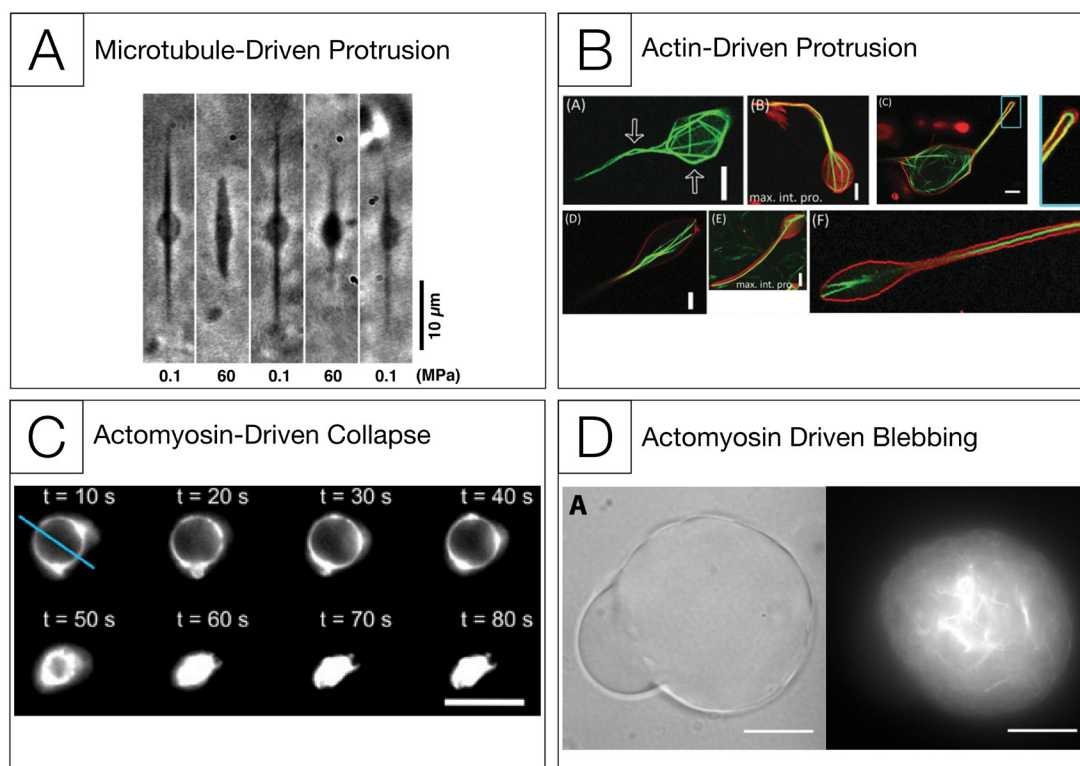 A Microtubule-Driven Protrusion
0.1 60 0.1 60 0.1 (MPa)
10 μm
B Actin-Driven Protrusion
(A) (B) (C)
max. int. pro.
(D) (E) (F)
max. int. pro.
C Actomyosin-Driven Collapse
t = 10 s t = 20 s t = 30 s t = 40 s
t = 50 s t = 60 s t = 70 s t = 80 s
D Actomyosin Driven Blebbing
A